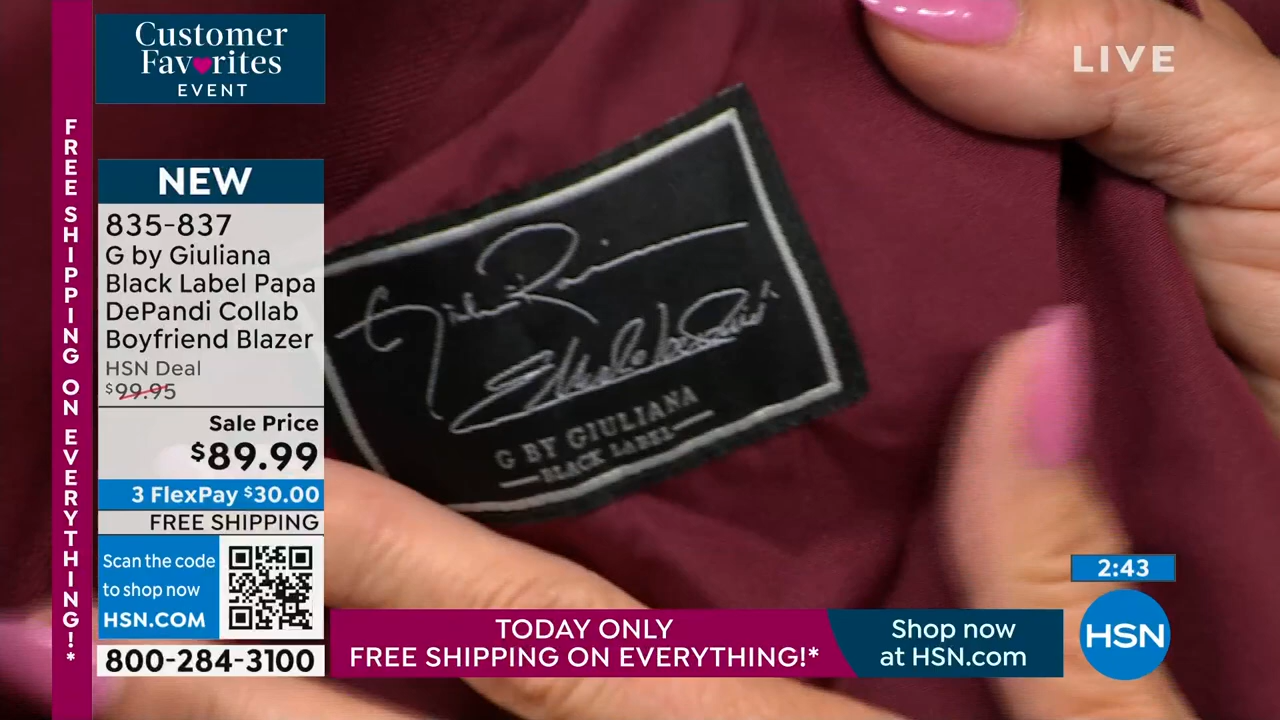 Customer
Favorites
EVENT
LIVE
FREE SHIPPING ON EVERYTHING!*
NEW
835-837
G by Giuliana
Black Label Papa
DePandi Collab
Boyfriend Blazer
HSN Deal
$99.95
Sale Price
$89.99
3 FlexPay $30.00
FREE SHIPPING
Scan the code
to shop now
HSN.COM
800-284-3100
G BY GIULIANA
BLACK LABEL
2:43
HSN
TODAY ONLY
FREE SHIPPING ON EVERYTHING!*
Shop now
at HSN.com